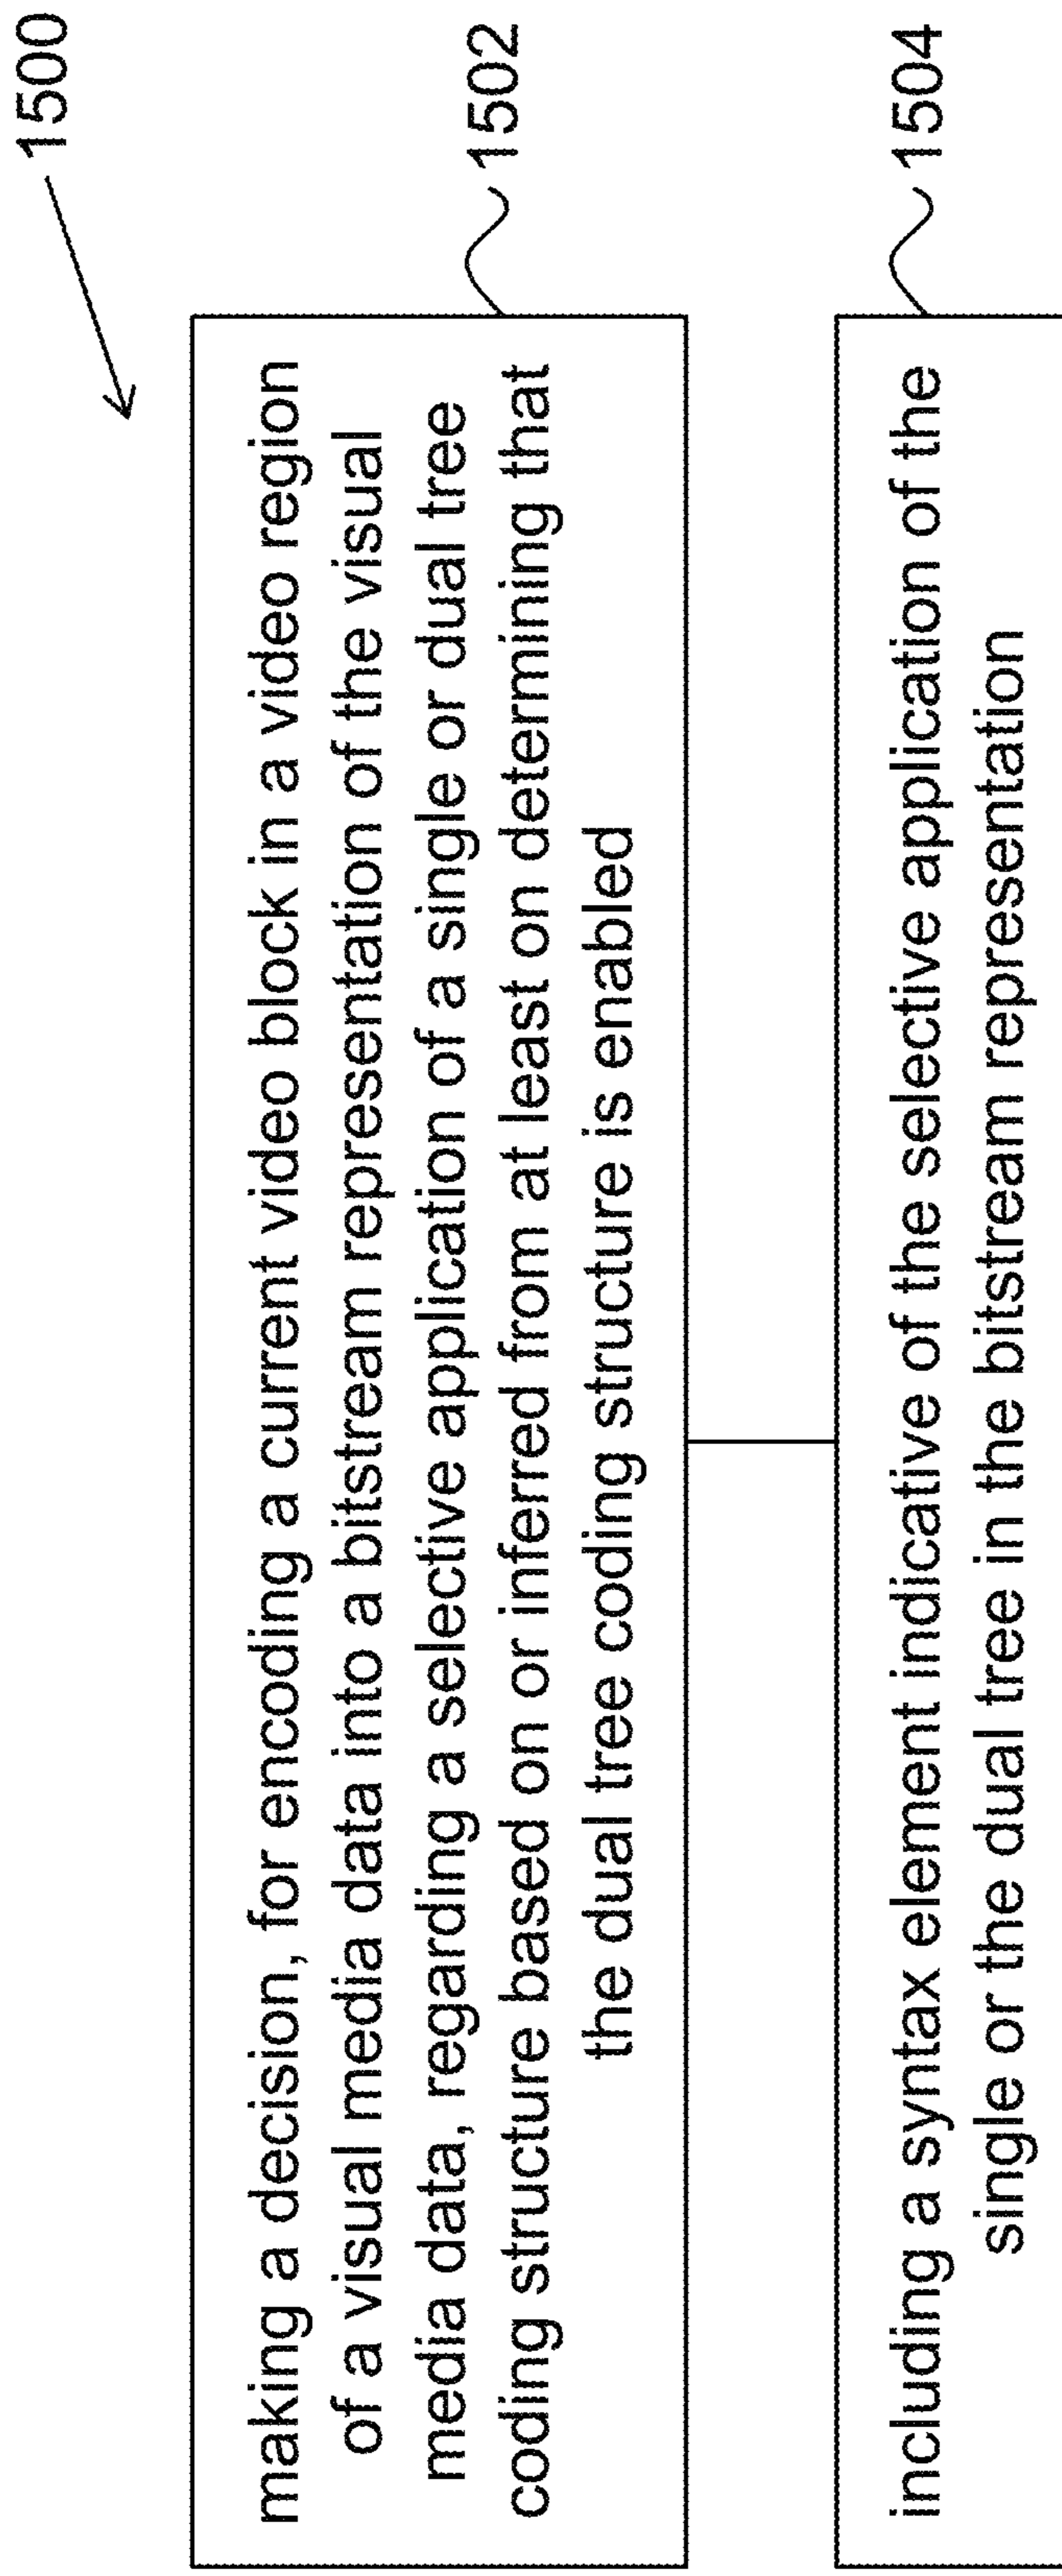 1500
making a decision, for encoding a current video block in a video region
of a visual media data into a bitstream representation of the visual
media data, regarding a selective application of a single or dual tree
coding structure based on or inferred from at least on determining that
the dual tree coding structure is enabled
1502
including a syntax element indicative of the selective application of the
single or the dual tree in the bitstream representation
1504